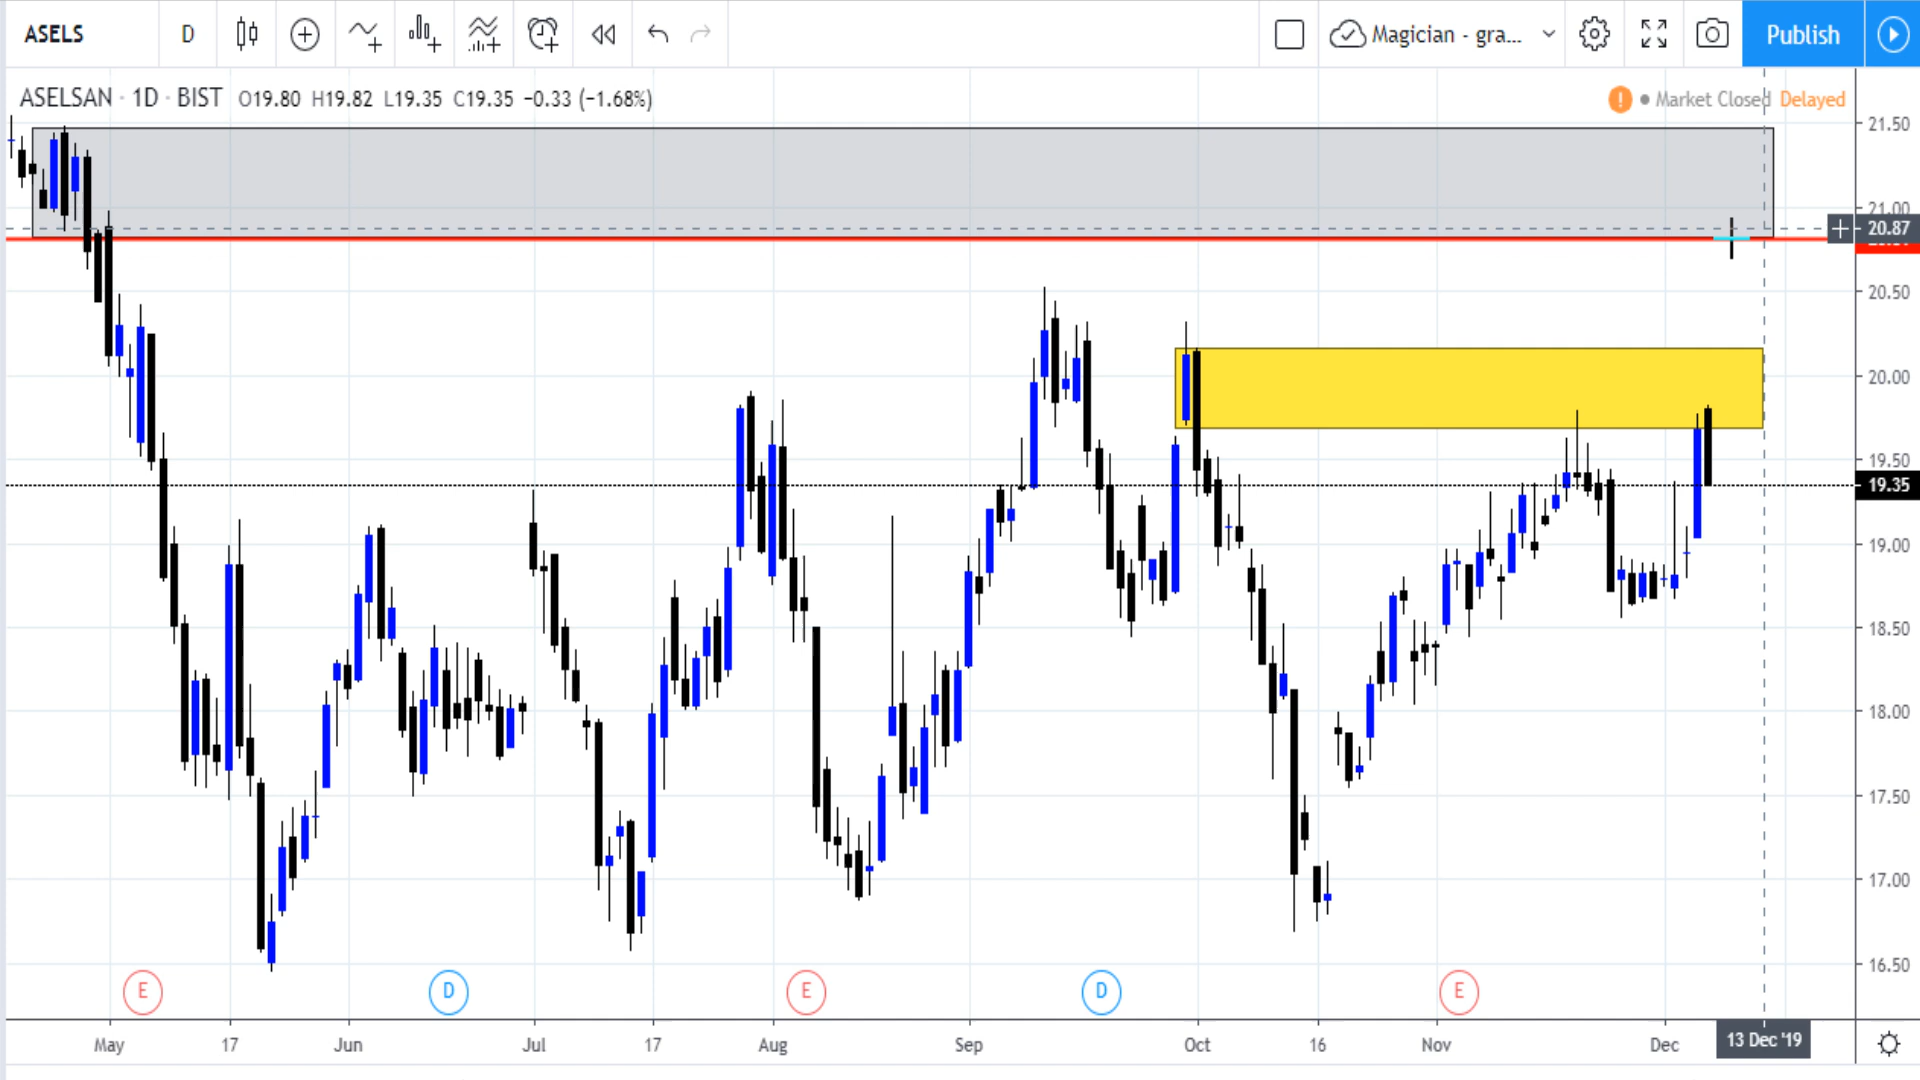 ASELS D Magician - gra... Publish
ASELSAN · 1D · BIST O19.80 H19.82 L19.35 C19.35 −0.33 (−1.68%)
! Market Closed Delayed
21.50
21.00
20.87
20.50
20.00
19.50
19.35
19.00
18.50
18.00
17.50
17.00
16.50
E D E D E
May 17 Jun Jul 17 Aug Sep Oct 16 Nov Dec 13 Dec '19